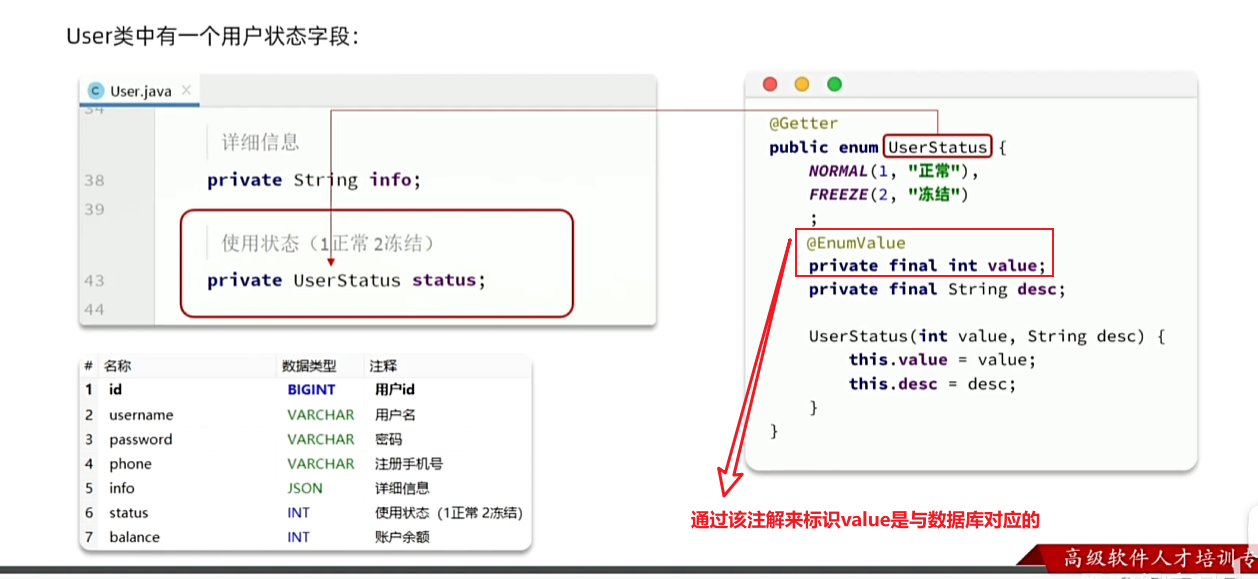 User类中有一个用户状态字段：
User.java
34
详细信息
38 private String info;
39
使用状态（1正常 2冻结）
43 private UserStatus status;
44
@Getter
public enum UserStatus {
NORMAL(1, "正常"),
FREEZE(2, "冻结")
;
@EnumValue
private final int value;
private final String desc;
UserStatus(int value, String desc) {
this.value = value;
this.desc = desc;
}
}
# 名称 数据类型 注释
1 id BIGINT 用户id
2 username VARCHAR 用户名
3 password VARCHAR 密码
4 phone VARCHAR 注册手机号
5 info JSON 详细信息
6 status INT 使用状态（1正常 2冻结）
7 balance INT 账户余额
通过该注解来标识value是与数据库对应的
高级软件人才培训专